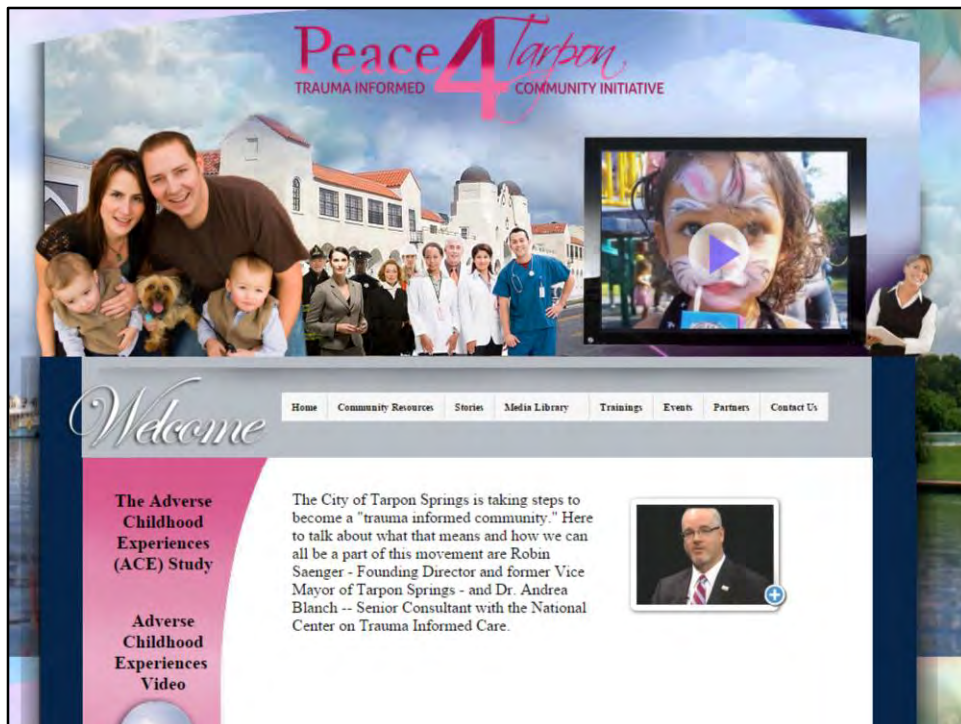 Peace 4 Tarpon
TRAUMA INFORMED COMMUNITY INITIATIVE
Welcome
Home Community Resources Stories Media Library Trainings Events Partners Contact Us
The Adverse
Childhood
Experiences
(ACE) Study
Adverse
Childhood
Experiences
Video
The City of Tarpon Springs is taking steps to
become a "trauma informed community." Here
to talk about what that means and how we can
all be a part of this movement are Robin
Saenger - Founding Director and former Vice
Mayor of Tarpon Springs - and Dr. Andrea
Blanch -- Senior Consultant with the National
Center on Trauma Informed Care.